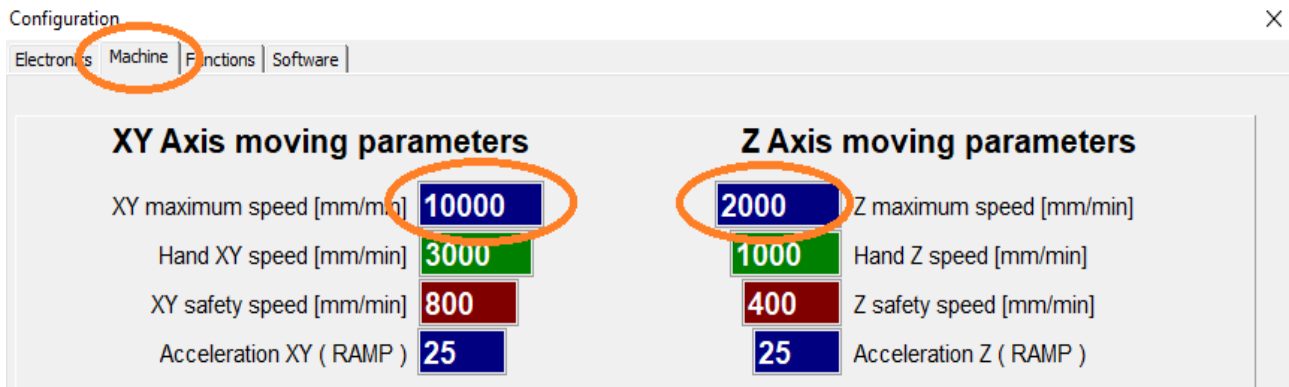 Configuration
Electronics Machine Functions Software
XY Axis moving parameters
XY maximum speed [mm/min] 10000
Hand XY speed [mm/min] 3000
XY safety speed [mm/min] 800
Acceleration XY ( RAMP ) 25
Z Axis moving parameters
2000 Z maximum speed [mm/min]
1000 Hand Z speed [mm/min]
400 Z safety speed [mm/min]
25 Acceleration Z ( RAMP )